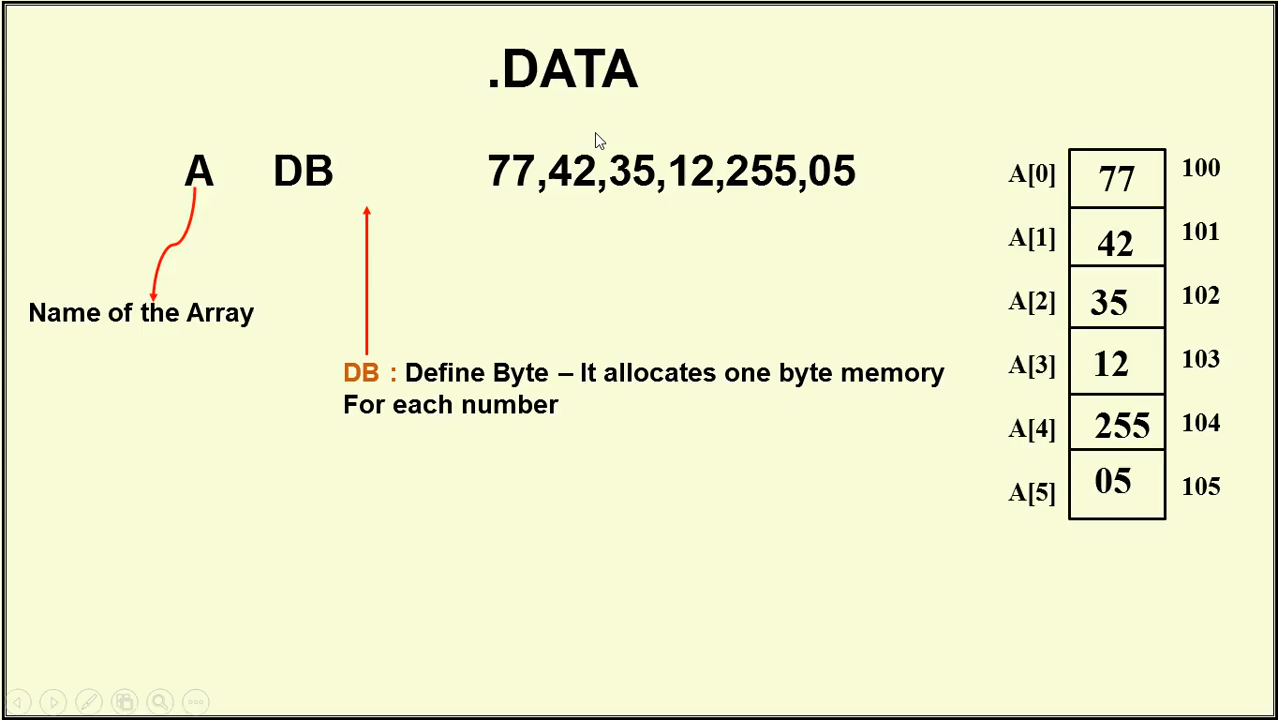 .DATA
A DB 77,42,35,12,255,05
Name of the Array
DB : Define Byte – It allocates one byte memory
For each number
A[0] 77 100
A[1] 42 101
A[2] 35 102
A[3] 12 103
A[4] 255 104
A[5] 05 105